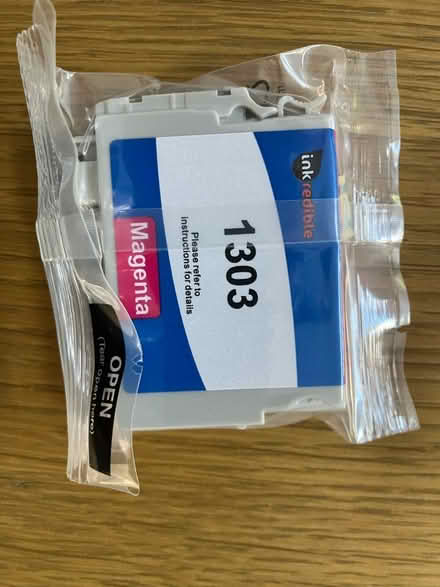 inkredible
1303
Please refer to
instructions for details
Magenta
OPEN
(Tear open here)